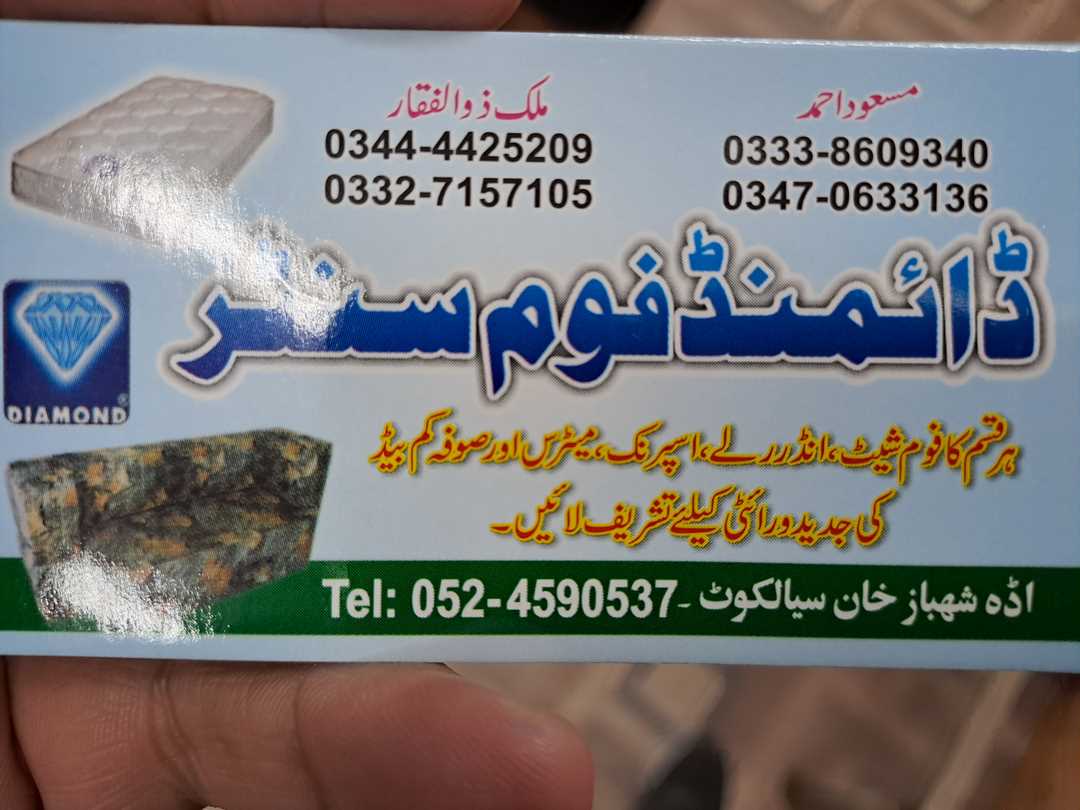 مسعود احمد
0333-8609340
0347-0633136
ملک ذوالفقار
0344-4425209
0332-7157105
ڈائمنڈ فوم سنٹر
DIAMOND®
ہر قسم کا فوم شیٹ، انڈر رلے، اسپرنک، میٹرس اور صوفہ کم بیڈ
کی جدید ورائٹی کیلئے تشریف لائیں۔
اڈہ شہباز خان سیالکوٹ۔ Tel: 052-4590537